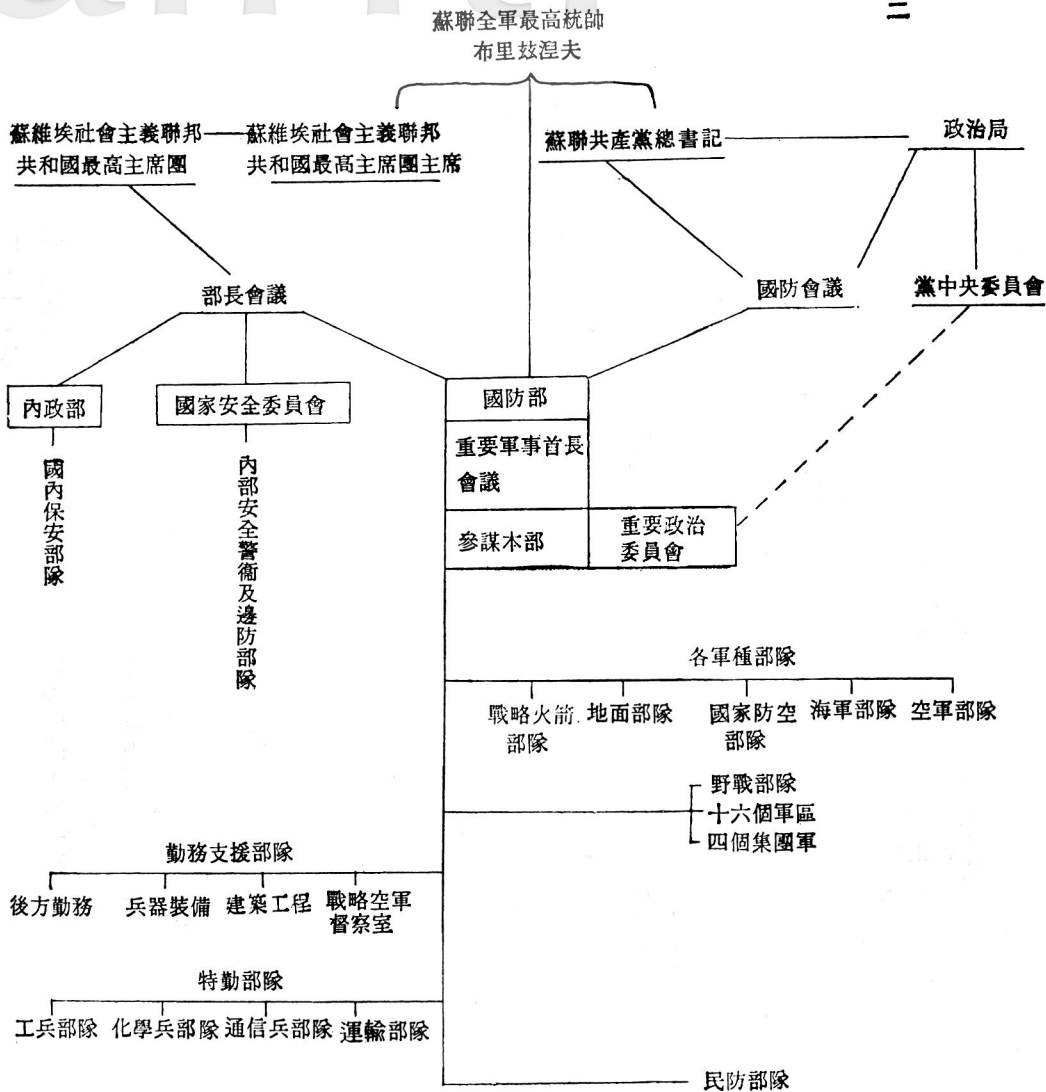 二
蘇聯全軍最高統帥
布里玆湼夫
蘇維埃社會主義聯邦
共和國最高主席團
蘇維埃社會主義聯邦
共和國最高主席團主席
蘇聯共產黨總書記
政治局
部長會議
國防會議
黨中央委員會
內政部
國家安全委員會
國防部
國內保安部隊
內部安全警衞及邊防部隊
重要軍事首長
會議
參謀本部
重要政治
委員會
各軍種部隊
戰略火箭
部隊
地面部隊
國家防空
部隊
海軍部隊
空軍部隊
野戰部隊
十六個軍區
四個集團軍
勤務支援部隊
後方勤務
兵器裝備
建築工程
戰略空軍
督察室
特勤部隊
工兵部隊
化學兵部隊
通信兵部隊
運輸部隊
民防部隊